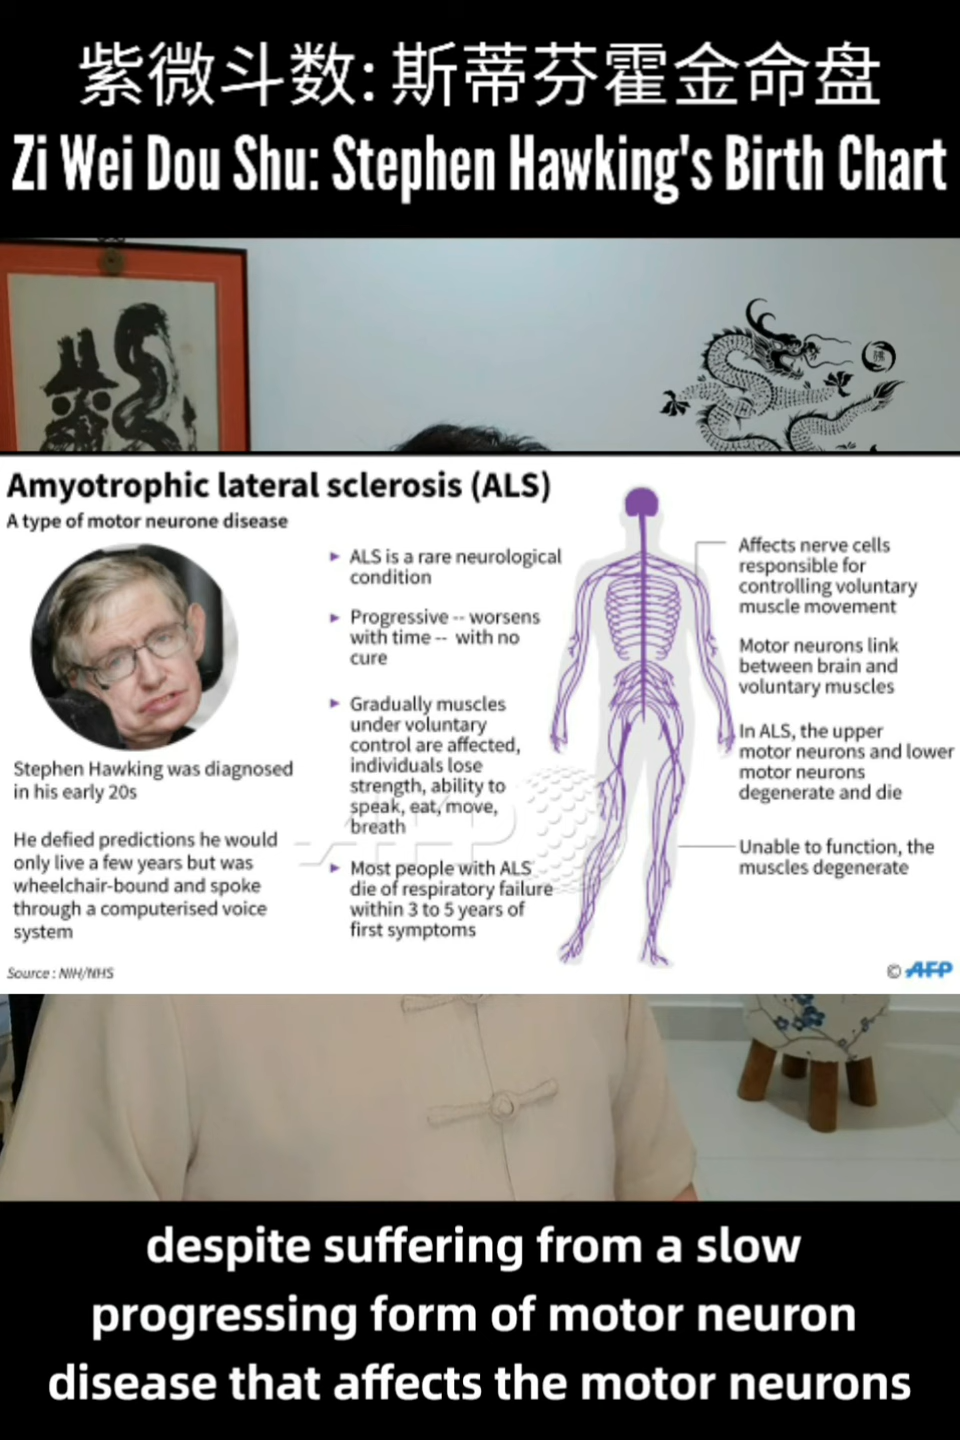 紫微斗数: 斯蒂芬霍金命盘
Zi Wei Dou Shu: Stephen Hawking's Birth Chart
Amyotrophic lateral sclerosis (ALS)
A type of motor neurone disease
Stephen Hawking was diagnosed
in his early 20s
He defied predictions he would
only live a few years but was
wheelchair-bound and spoke
through a computerised voice
system
► ALS is a rare neurological
condition
► Progressive -- worsens
with time -- with no
cure
► Gradually muscles
under voluntary
control are affected,
individuals lose
strength, ability to
speak, eat, move,
breath
► Most people with ALS
die of respiratory failure
within 3 to 5 years of
first symptoms
Affects nerve cells
responsible for
controlling voluntary
muscle movement
Motor neurons link
between brain and
voluntary muscles
In ALS, the upper
motor neurons and lower
motor neurons
degenerate and die
Unable to function, the
muscles degenerate
AFP
Source : NIH/NHS
© AFP
despite suffering from a slow
progressing form of motor neuron
disease that affects the motor neurons